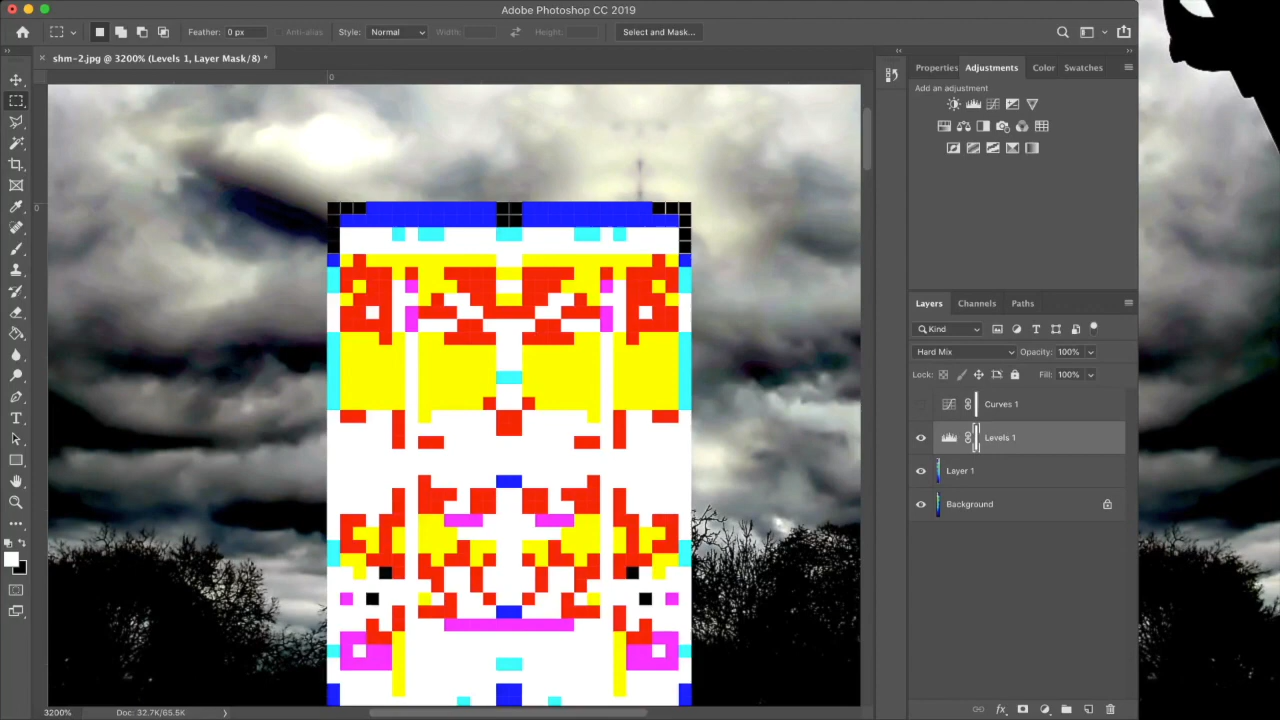 Adobe Photoshop CC 2019
Feather: 0 px Anti-alias Style: Normal Width: Height: Select and Mask...
shm-2.jpg @ 3200% (Levels 1, Layer Mask/8) *
0
0
Properties Adjustments Color Swatches
Add an adjustment
Layers Channels Paths
Kind
Hard Mix Opacity: 100%
Lock: Fill: 100%
Curves 1
Levels 1
Layer 1
Background
3200% Doc: 32.7K/65.5K